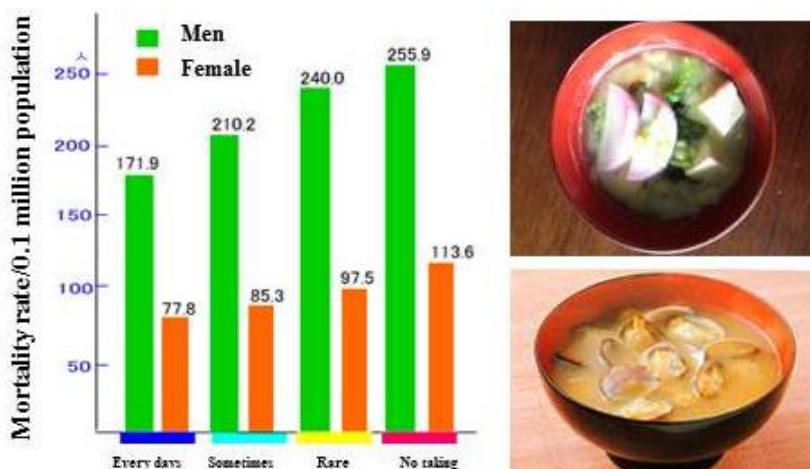 Mortality rate/0.1 million population
人
250
200
150
100
50
Men
Female
171.9
77.8
210.2
85.3
240.0
97.5
255.9
113.6
Every days
Sometimes
Rare
No taking